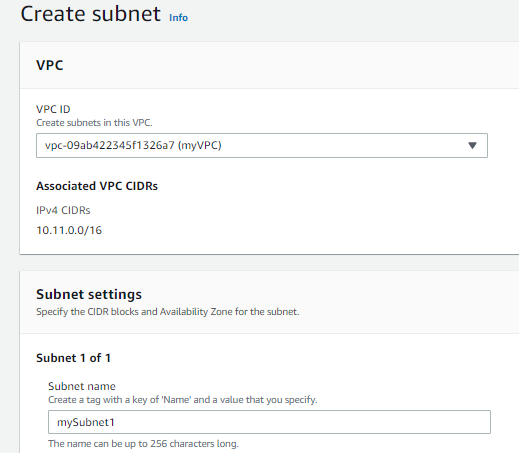 Create subnet Info
VPC
VPC ID
Create subnets in this VPC.
vpc-09ab422345f1326a7 (myVPC)
Associated VPC CIDRs
IPv4 CIDRs
10.11.0.0/16
Subnet settings
Specify the CIDR blocks and Availability Zone for the subnet.
Subnet 1 of 1
Subnet name
Create a tag with a key of 'Name' and a value that you specify.
mySubnet1
The name can be up to 256 characters long.